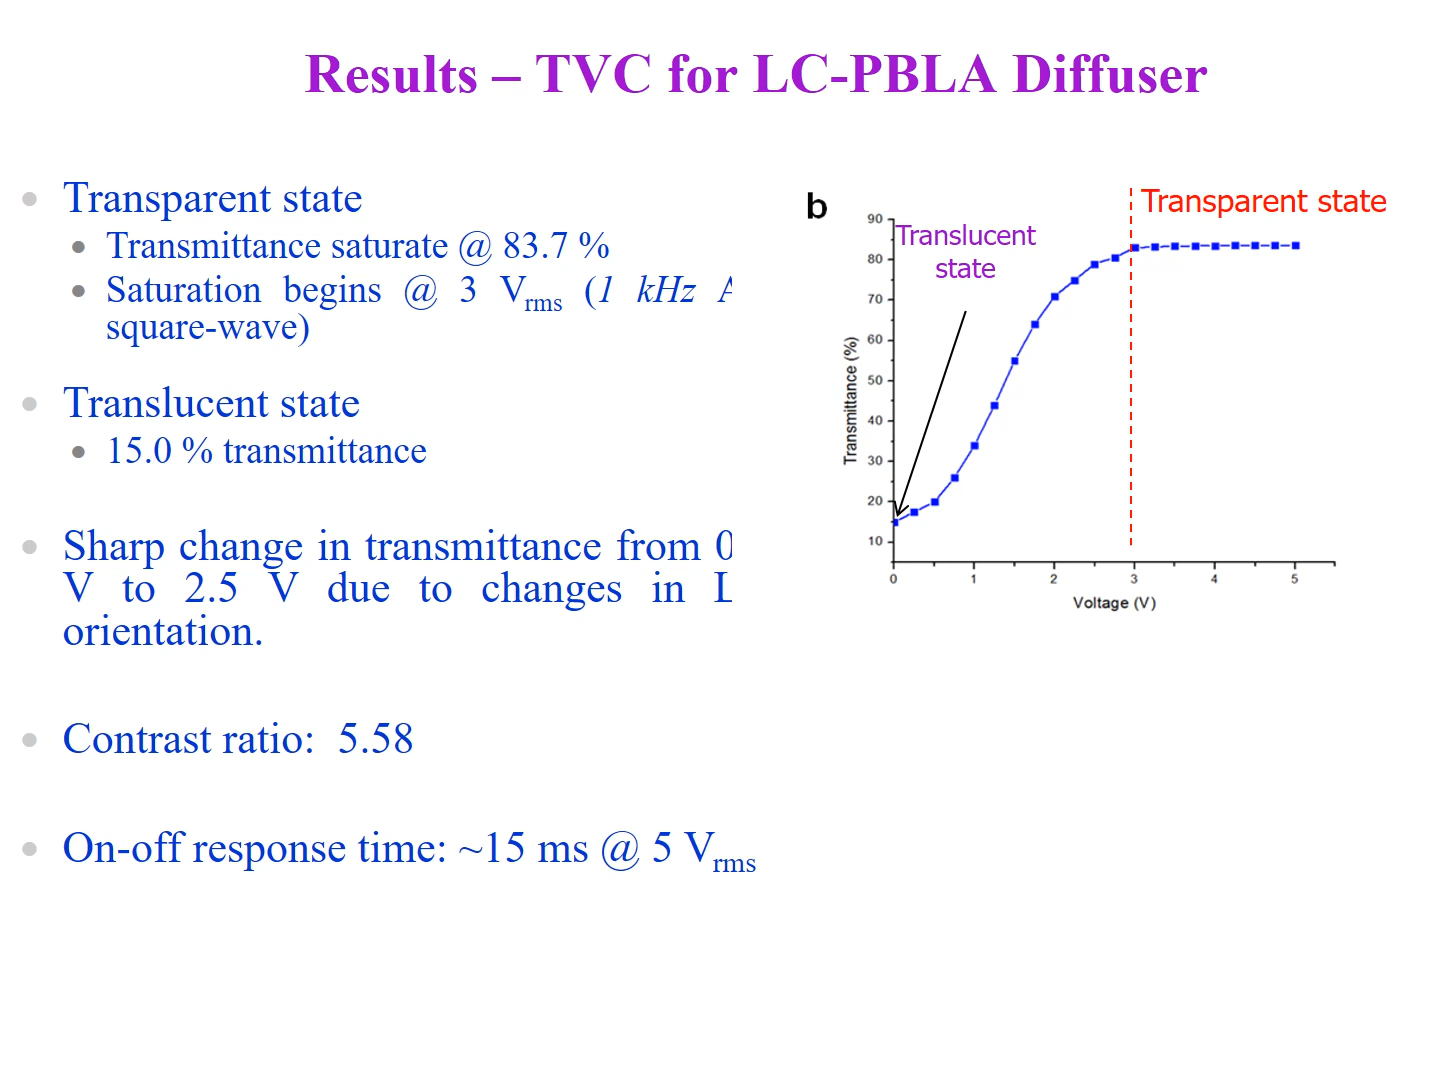 Results – TVC for LC-PBLA Diffuser
Transparent state
Transmittance saturate @ 83.7 %
Saturation begins @ 3 Vrms (1 kHz
square-wave)
Translucent state
15.0 % transmittance
Sharp change in transmittance from 0
V to 2.5 V due to changes in
orientation.
Contrast ratio: 5.58
On-off response time: ~15 ms @ 5 Vrms
b
Transparent state
Translucent
state
Transmittance (%)
90
80
70
60
50
40
30
20
10
0 1 2 3 4 5
Voltage (V)